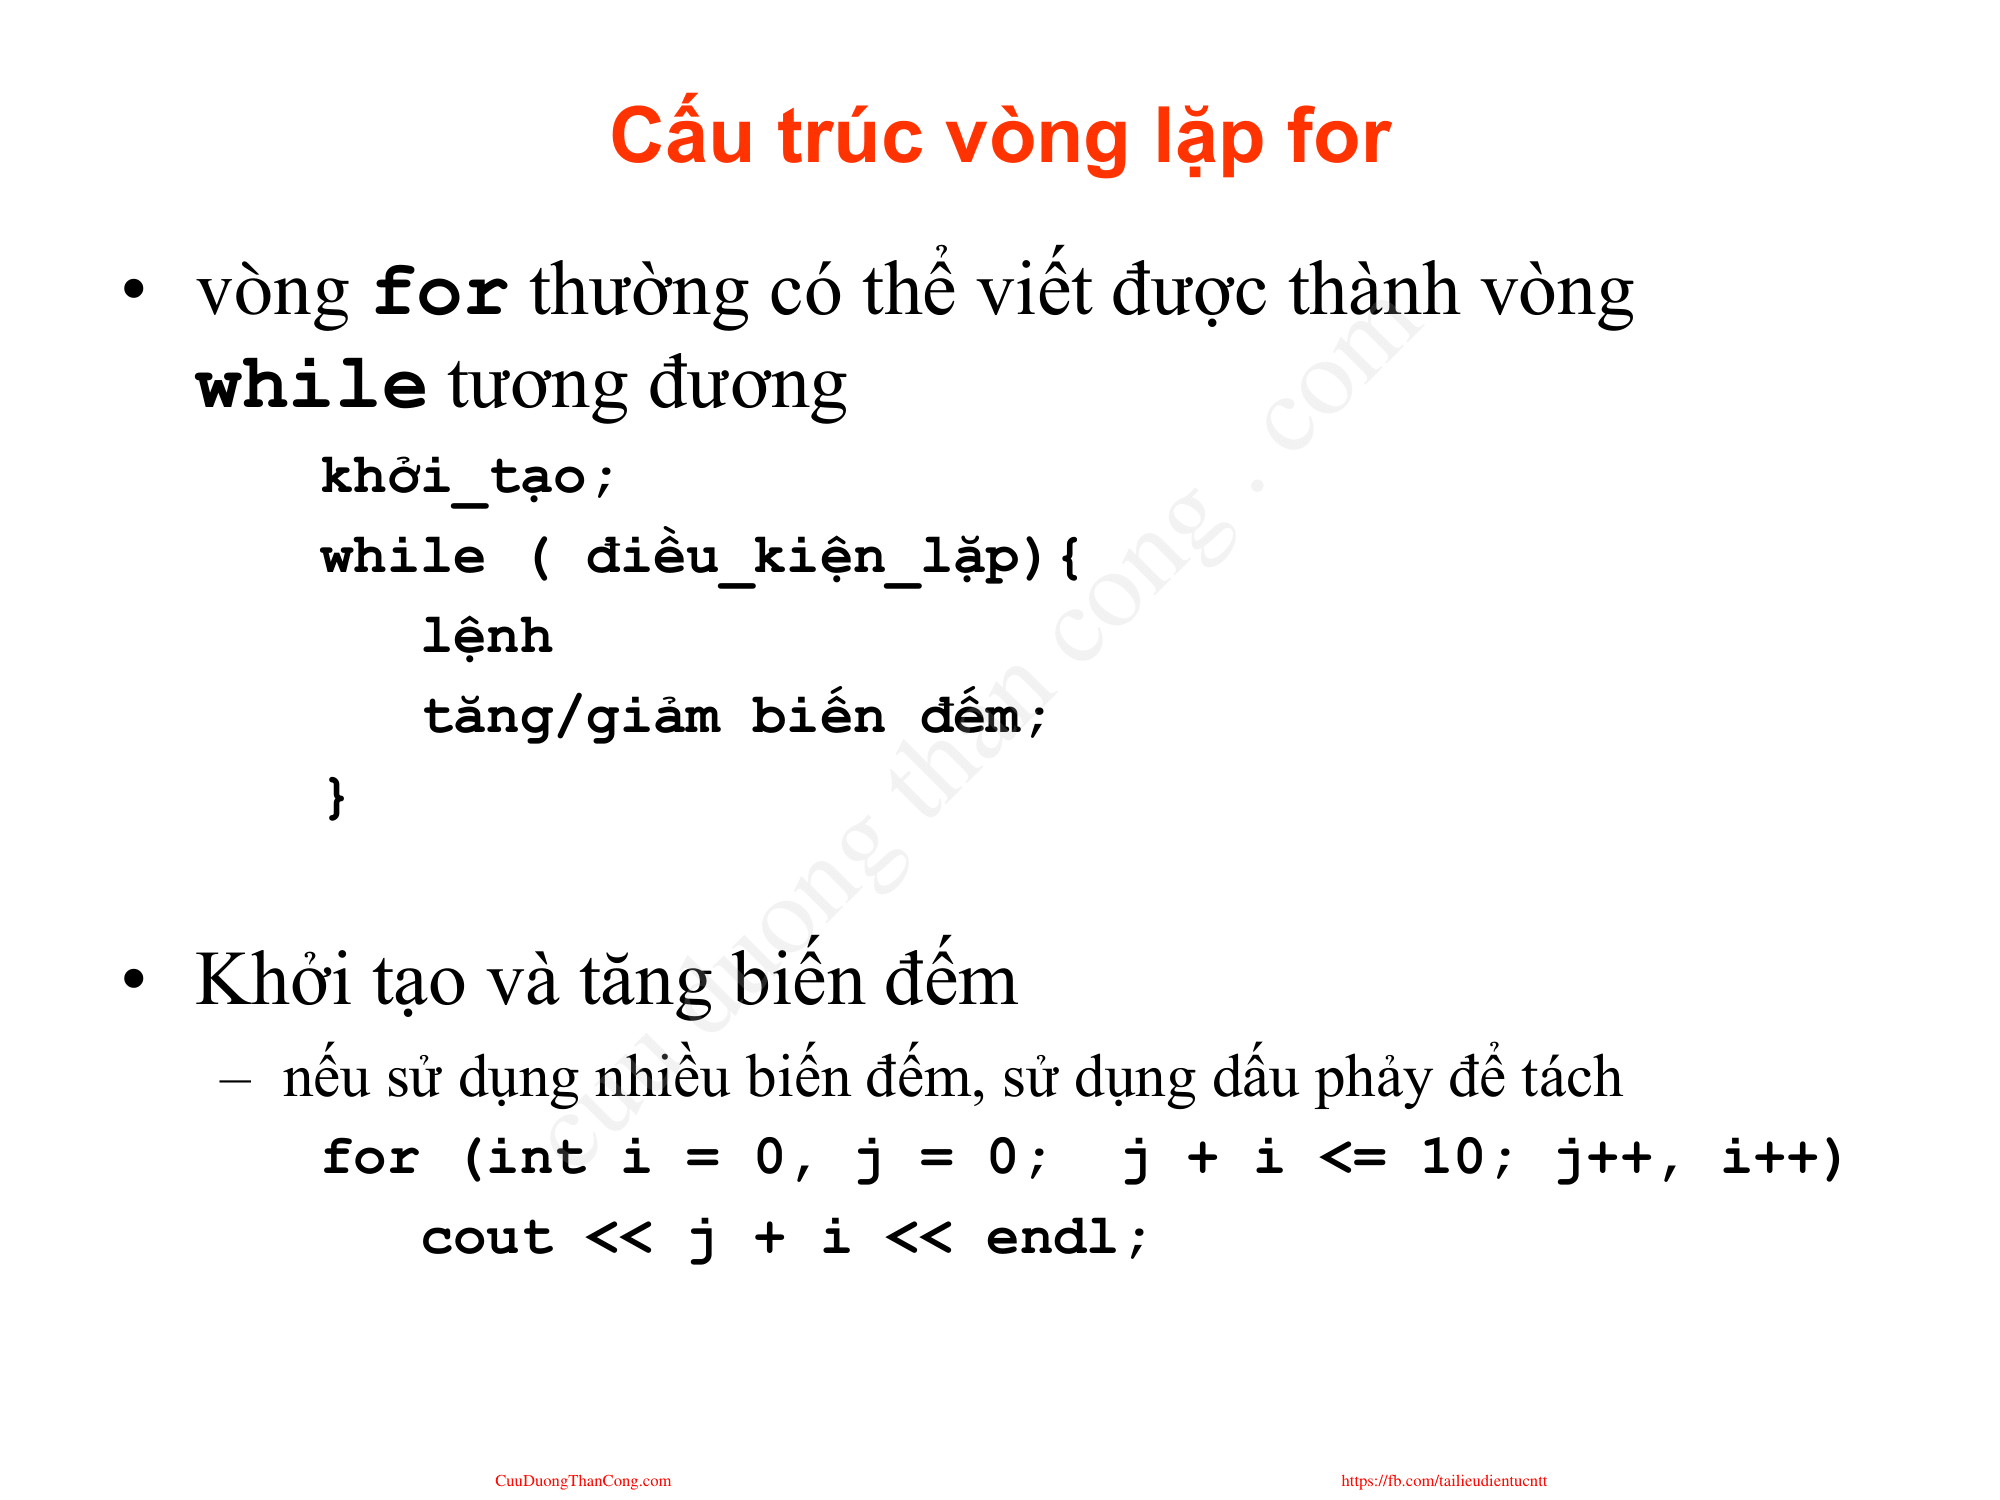 Cấu trúc vòng lặp for
• vòng for thường có thể viết được thành vòng
while tương đương
khởi_tạo;
while ( điều_kiện_lặp){
lệnh
tăng/giảm biến đếm;
}
• Khởi tạo và tăng biến đếm
– nếu sử dụng nhiều biến đếm, sử dụng dấu phảy để tách
for (int i = 0, j = 0;  j + i <= 10; j++, i++)
cout << j + i << endl;
cuu duong than cong . com
CuuDuongThanCong.com
https://fb.com/tailieudientucntt